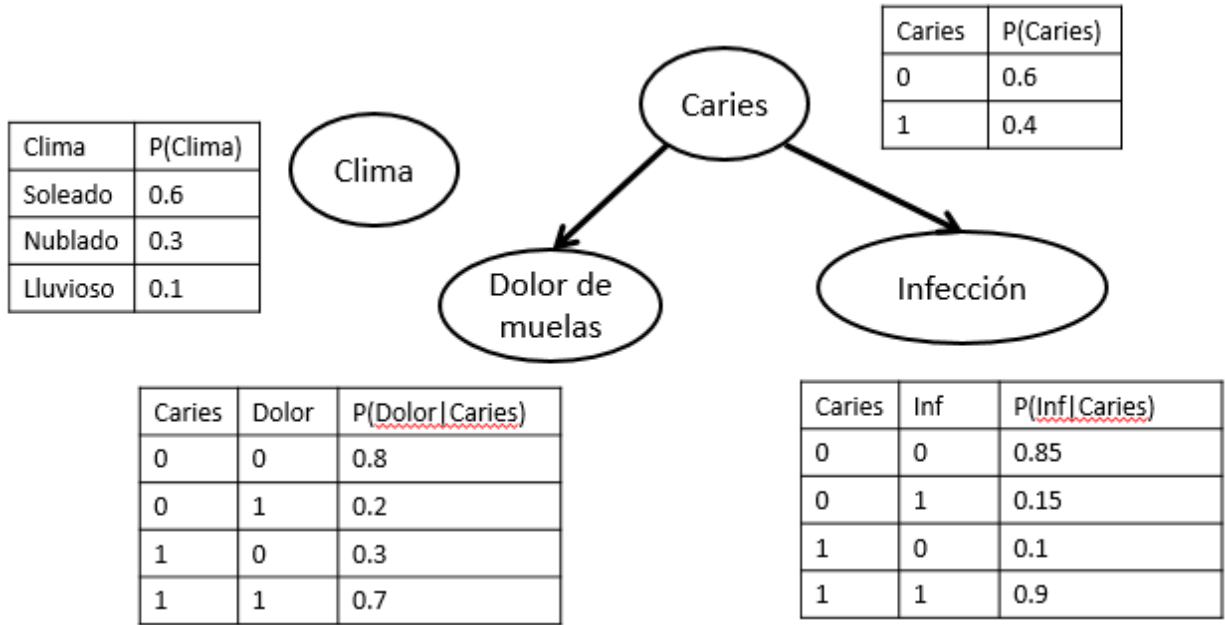 Caries P(Caries)
0 0.6
1 0.4
Caries
Clima P(Clima)
Soleado 0.6
Nublado 0.3
Lluvioso 0.1
Clima
Dolor de
muelas
Infección
Caries Dolor P(Dolor|Caries)
0 0 0.8
0 1 0.2
1 0 0.3
1 1 0.7
Caries Inf P(Inf|Caries)
0 0 0.85
0 1 0.15
1 0 0.1
1 1 0.9